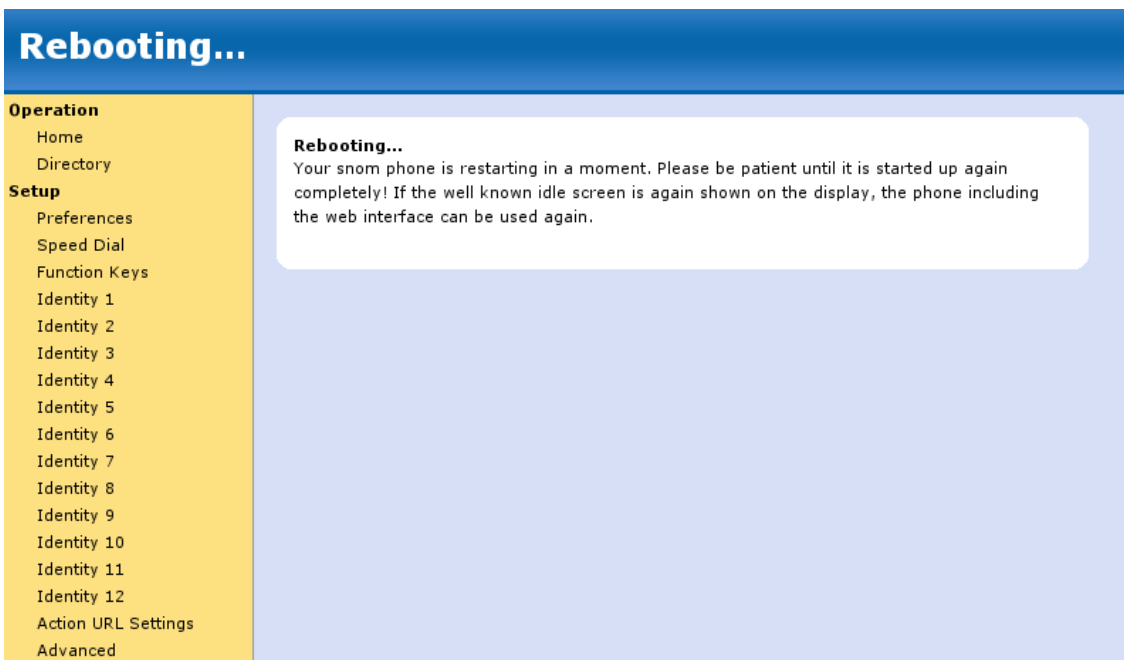 Rebooting...
Operation
Home
Directory
Setup
Preferences
Speed Dial
Function Keys
Identity 1
Identity 2
Identity 3
Identity 4
Identity 5
Identity 6
Identity 7
Identity 8
Identity 9
Identity 10
Identity 11
Identity 12
Action URL Settings
Advanced
Rebooting...
Your snom phone is restarting in a moment. Please be patient until it is started up again
completely! If the well known idle screen is again shown on the display, the phone including
the web interface can be used again.